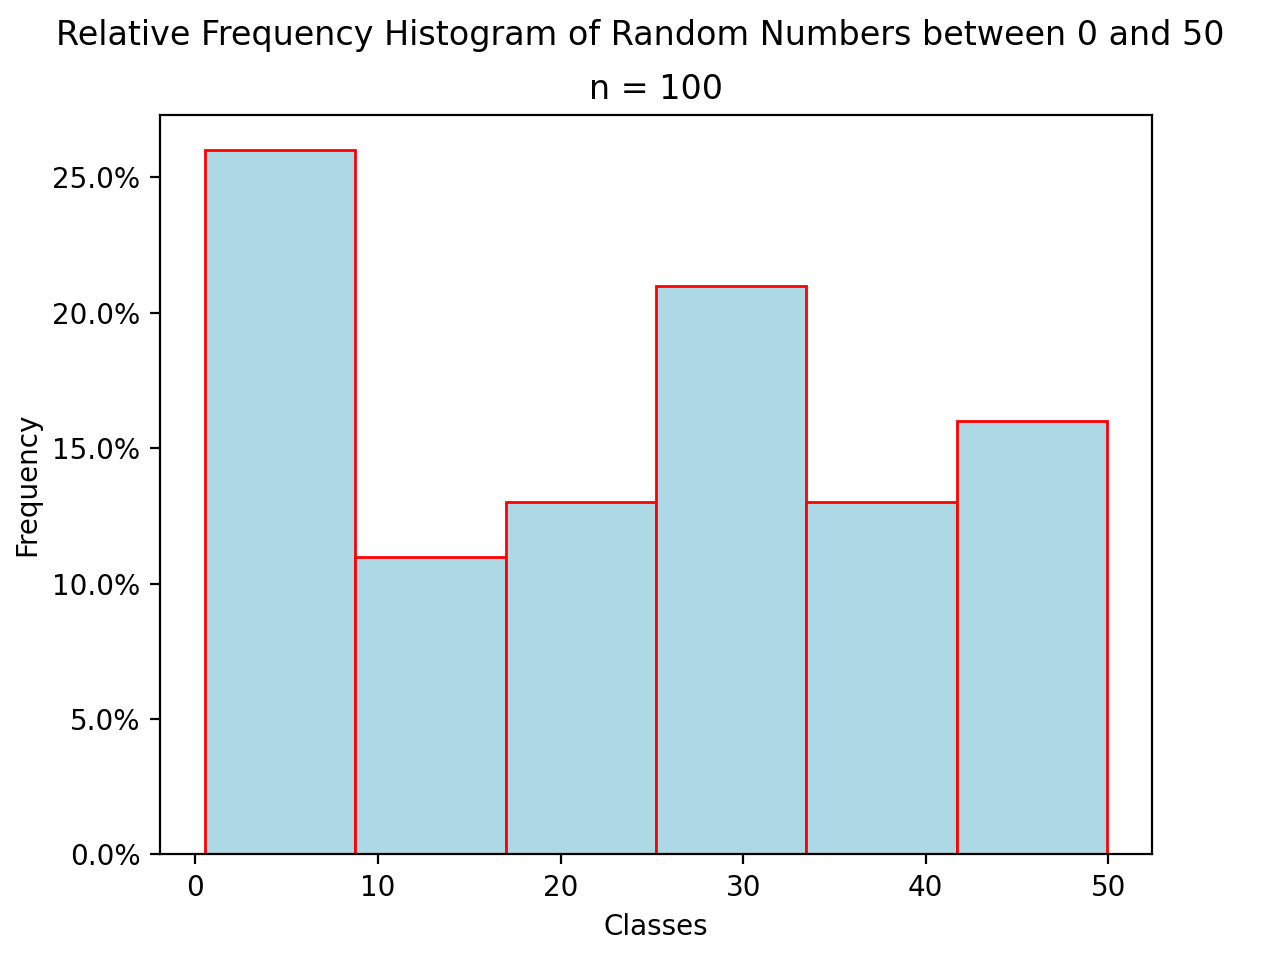 Relative Frequency Histogram of Random Numbers between 0 and 50
n = 100
25.0%
20.0%
15.0%
10.0%
5.0%
0.0%
Frequency
0 10 20 30 40 50
Classes